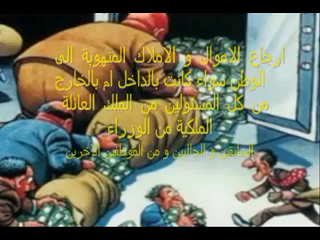 ارجاع الاموال و الاملاك المنهوبة الى
الوطن سواء كانت بالداخل ام بالخارج
من كل المسئولين من الملك العائلة
الملكية من الوزراء
السابقين و الحاليين و من الموظفين الاخرين